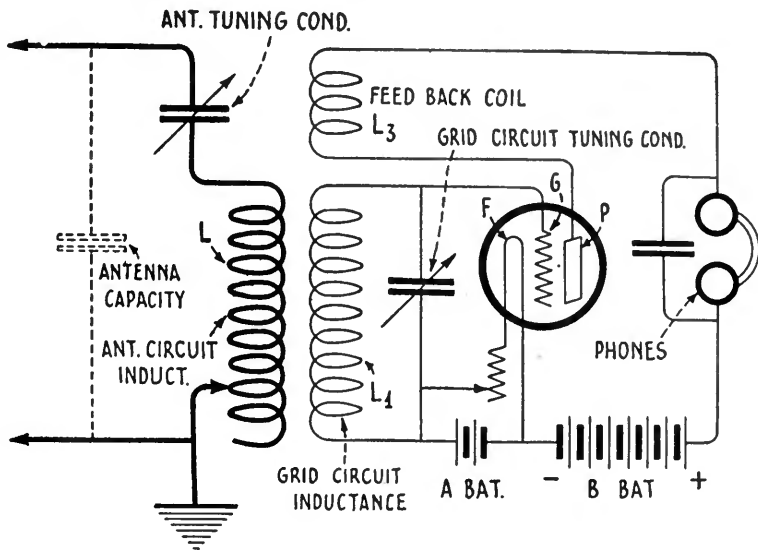 ANT. TUNING COND.
FEED BACK COIL
L3
GRID CIRCUIT TUNING COND.
G
F
P
L
ANTENNA
CAPACITY
ANT. CIRCUIT
INDUCT.
PHONES
L1
GRID CIRCUIT
INDUCTANCE
A BAT.
- B BAT +